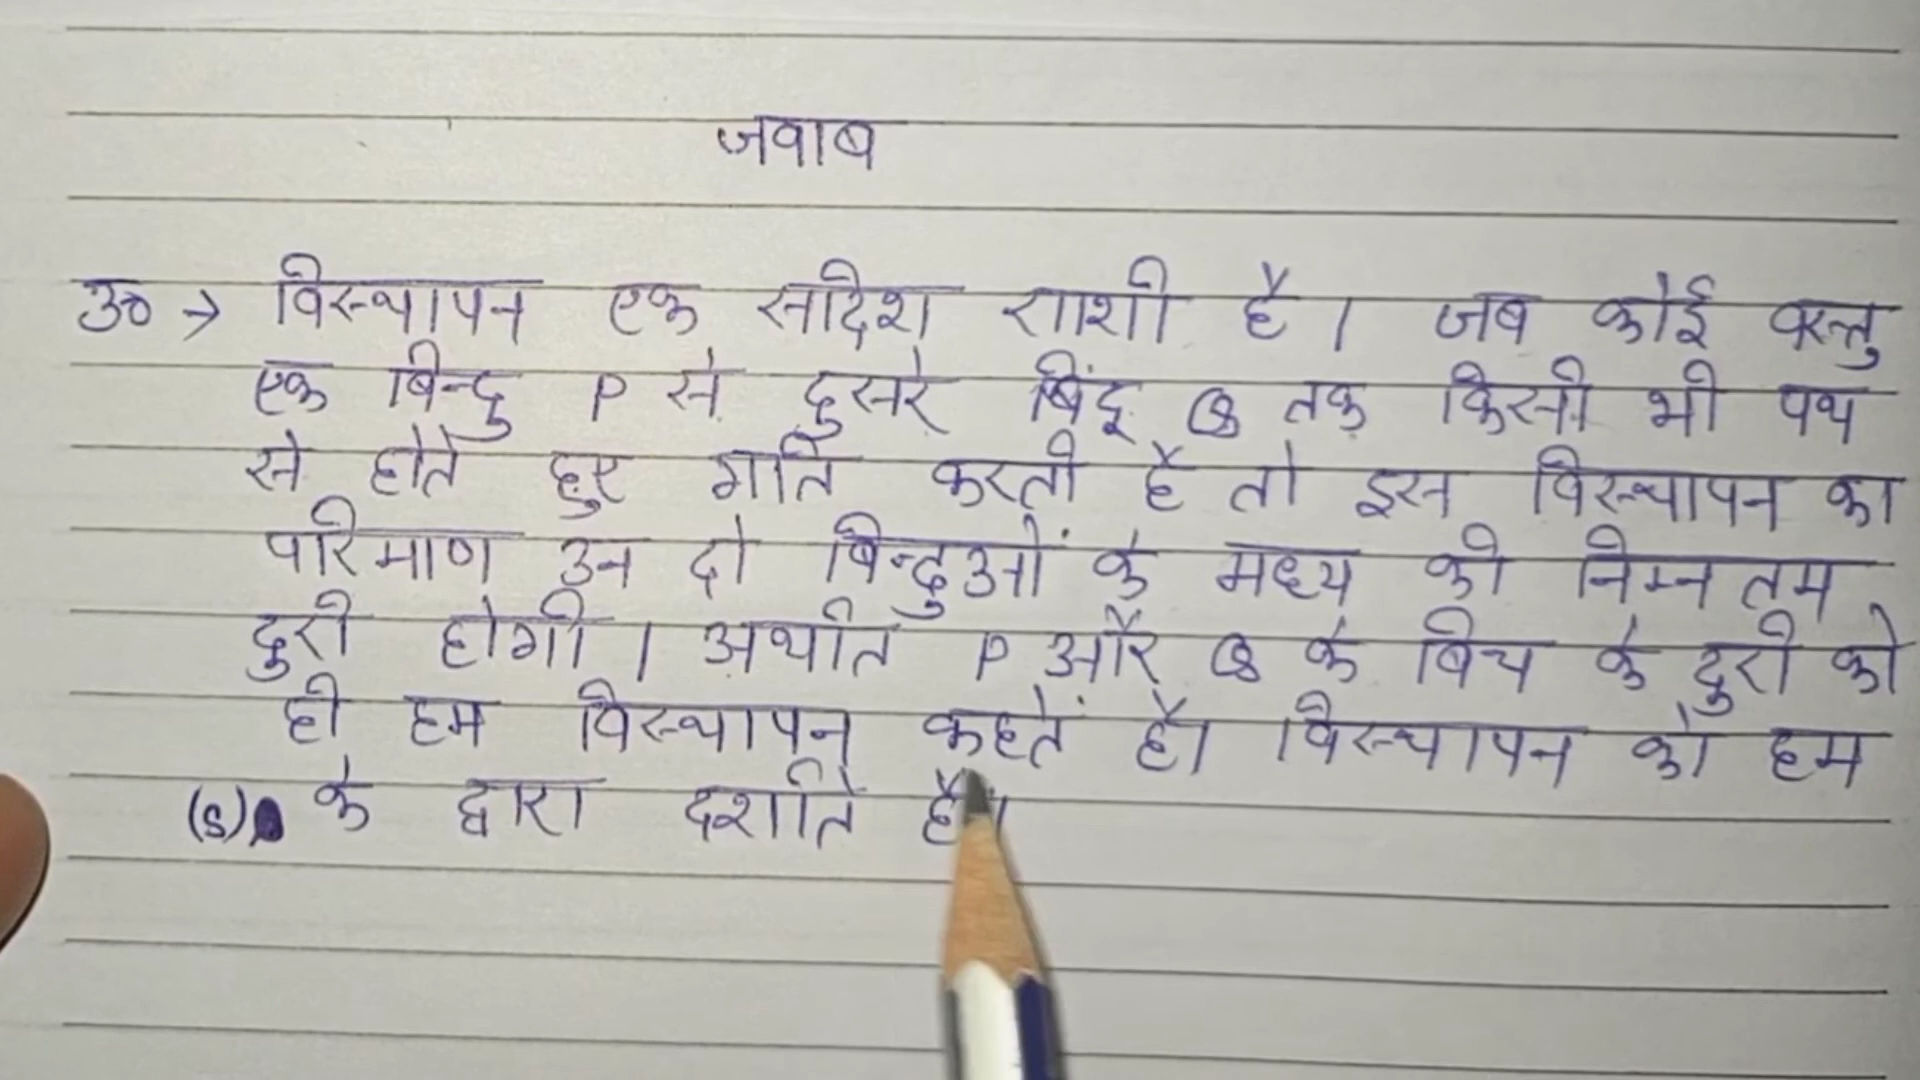 जवाब
उ० → विस्थापन एक सदिश राशी है । जब कोई वस्तु
एक बिन्दु P से दुसरे बिंदू Q तक किसी भी पथ
से होते हुए गति करती है तो इस विस्थापन का
परिमाण उन दो बिन्दुओं के मध्य की निम्नतम
दुरी होगी । अर्थात P और Q के बिच के दुरी को
ही हम विस्थापन कहतें है। विस्थापन को हम
(S) के द्वारा दर्शाते है।